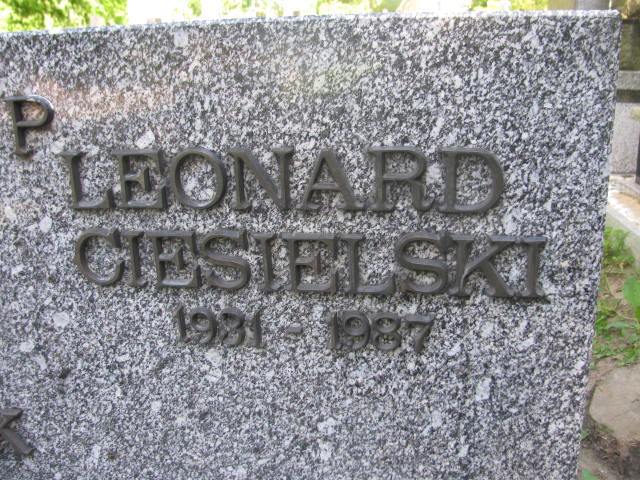 P
LEONARD
CIESIELSKI
1931 - 1987
K